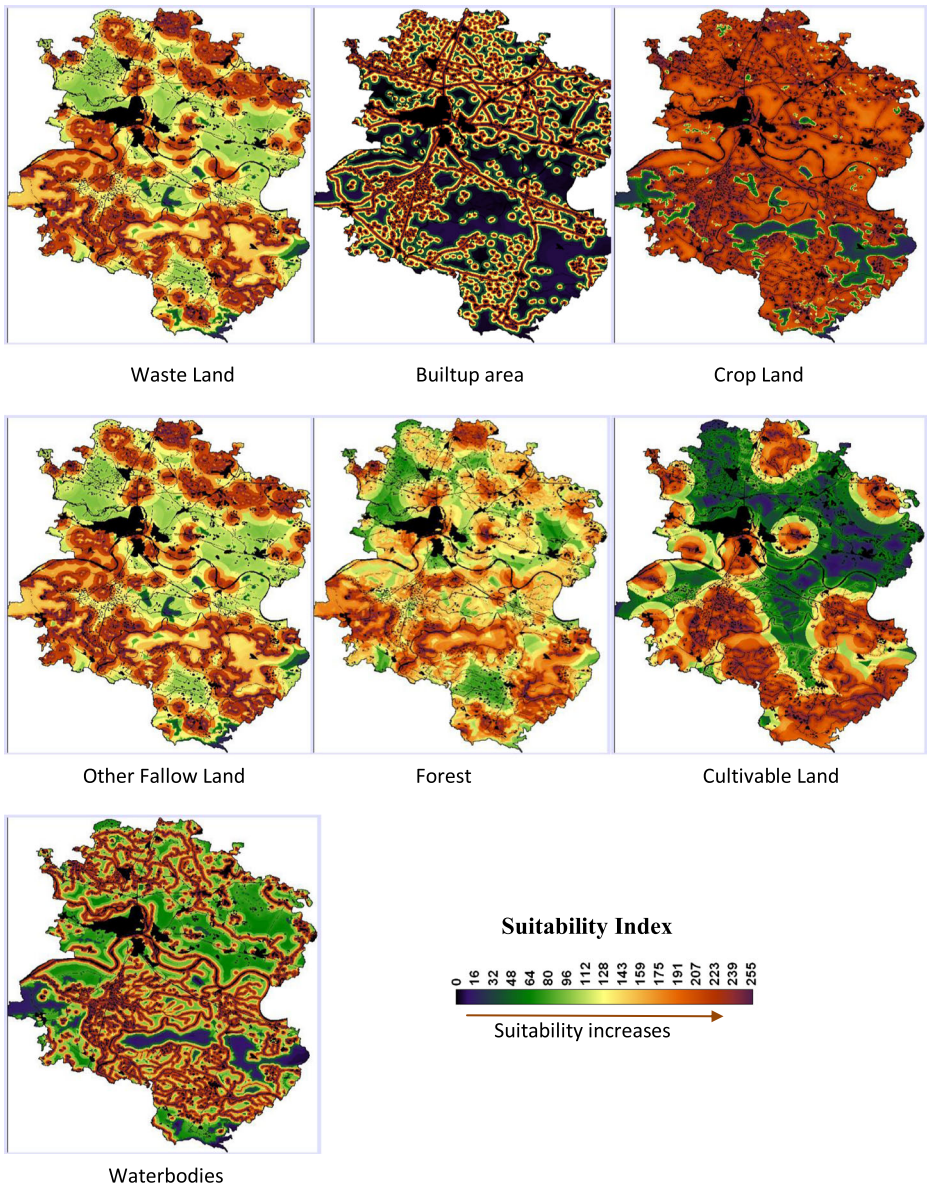 Waste Land
Builtup area
Crop Land
Other Fallow Land
Forest
Cultivable Land
Suitability Index
0 16 32 48 64 80 96 112 128 143 159 175 191 207 223 239 255
Suitability increases
Waterbodies